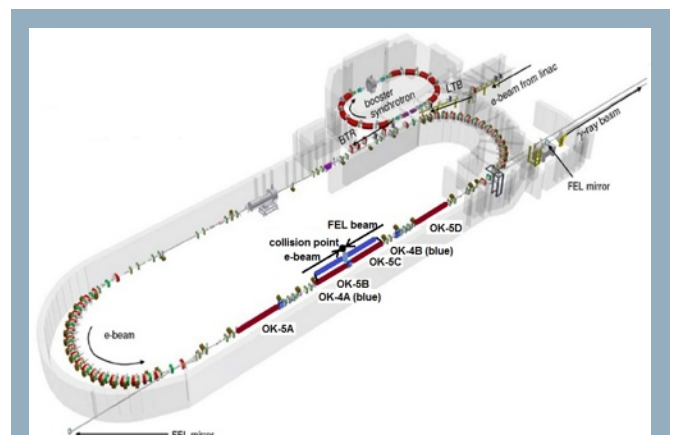 LTB
e-beam from linac
booster
synchrotron
BTR
γ-ray beam
FEL mirror
FEL beam
OK-5D
collision point
e-beam
OK-4B (blue)
OK-5C
OK-5B
OK-4A (blue)
OK-5A
e-beam
FEL mirror